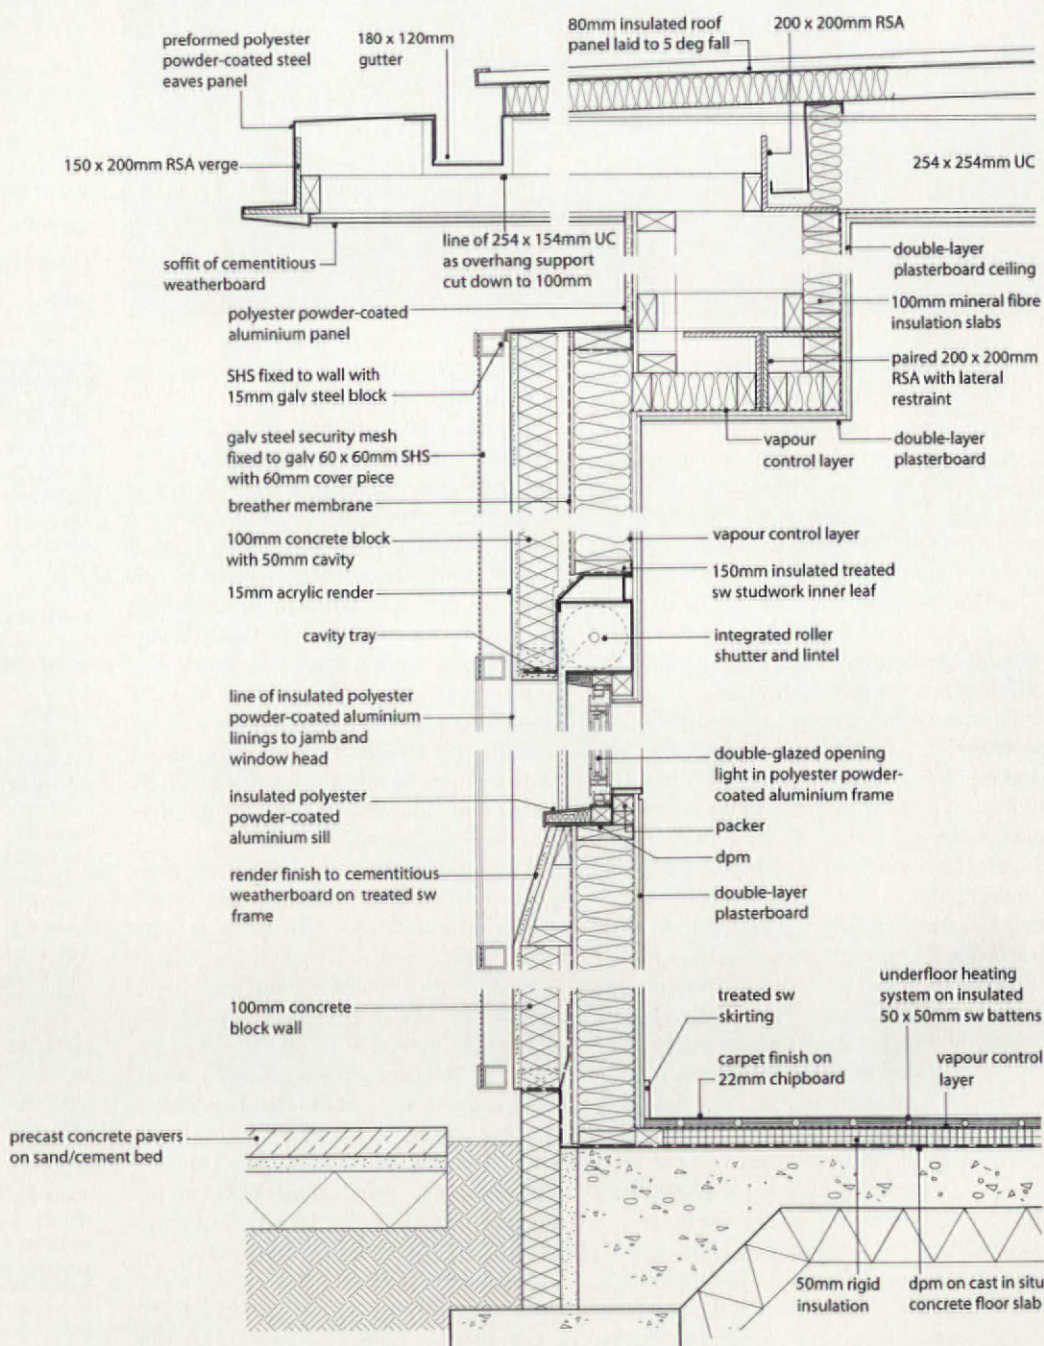 preformed polyester
powder-coated steel
eaves panel
180 x 120mm
gutter
80mm insulated roof
panel laid to 5 deg fall
200 x 200mm RSA
150 x 200mm RSA verge
254 x 254mm UC
soffit of cementitious
weatherboard
line of 254 x 154mm UC
as overhang support
cut down to 100mm
double-layer
plasterboard ceiling
polyester powder-coated
aluminium panel
100mm mineral fibre
insulation slabs
SHS fixed to wall with
15mm galv steel block
paired 200 x 200mm
RSA with lateral
restraint
galv steel security mesh
fixed to galv 60 x 60mm SHS
with 60mm cover piece
vapour
control layer
double-layer
plasterboard
breather membrane
100mm concrete block
with 50mm cavity
vapour control layer
15mm acrylic render
150mm insulated treated
sw studwork inner leaf
cavity tray
integrated roller
shutter and lintel
line of insulated polyester
powder-coated aluminium
linings to jamb and
window head
double-glazed opening
light in polyester powder-
coated aluminium frame
insulated polyester
powder-coated
aluminium sill
packer
dpm
render finish to cementitious
weatherboard on treated sw
frame
double-layer
plasterboard
100mm concrete
block wall
treated sw
skirting
underfloor heating
system on insulated
50 x 50mm sw battens
carpet finish on
22mm chipboard
vapour control
layer
precast concrete pavers
on sand/cement bed
50mm rigid
insulation
dpm on cast in situ
concrete floor slab